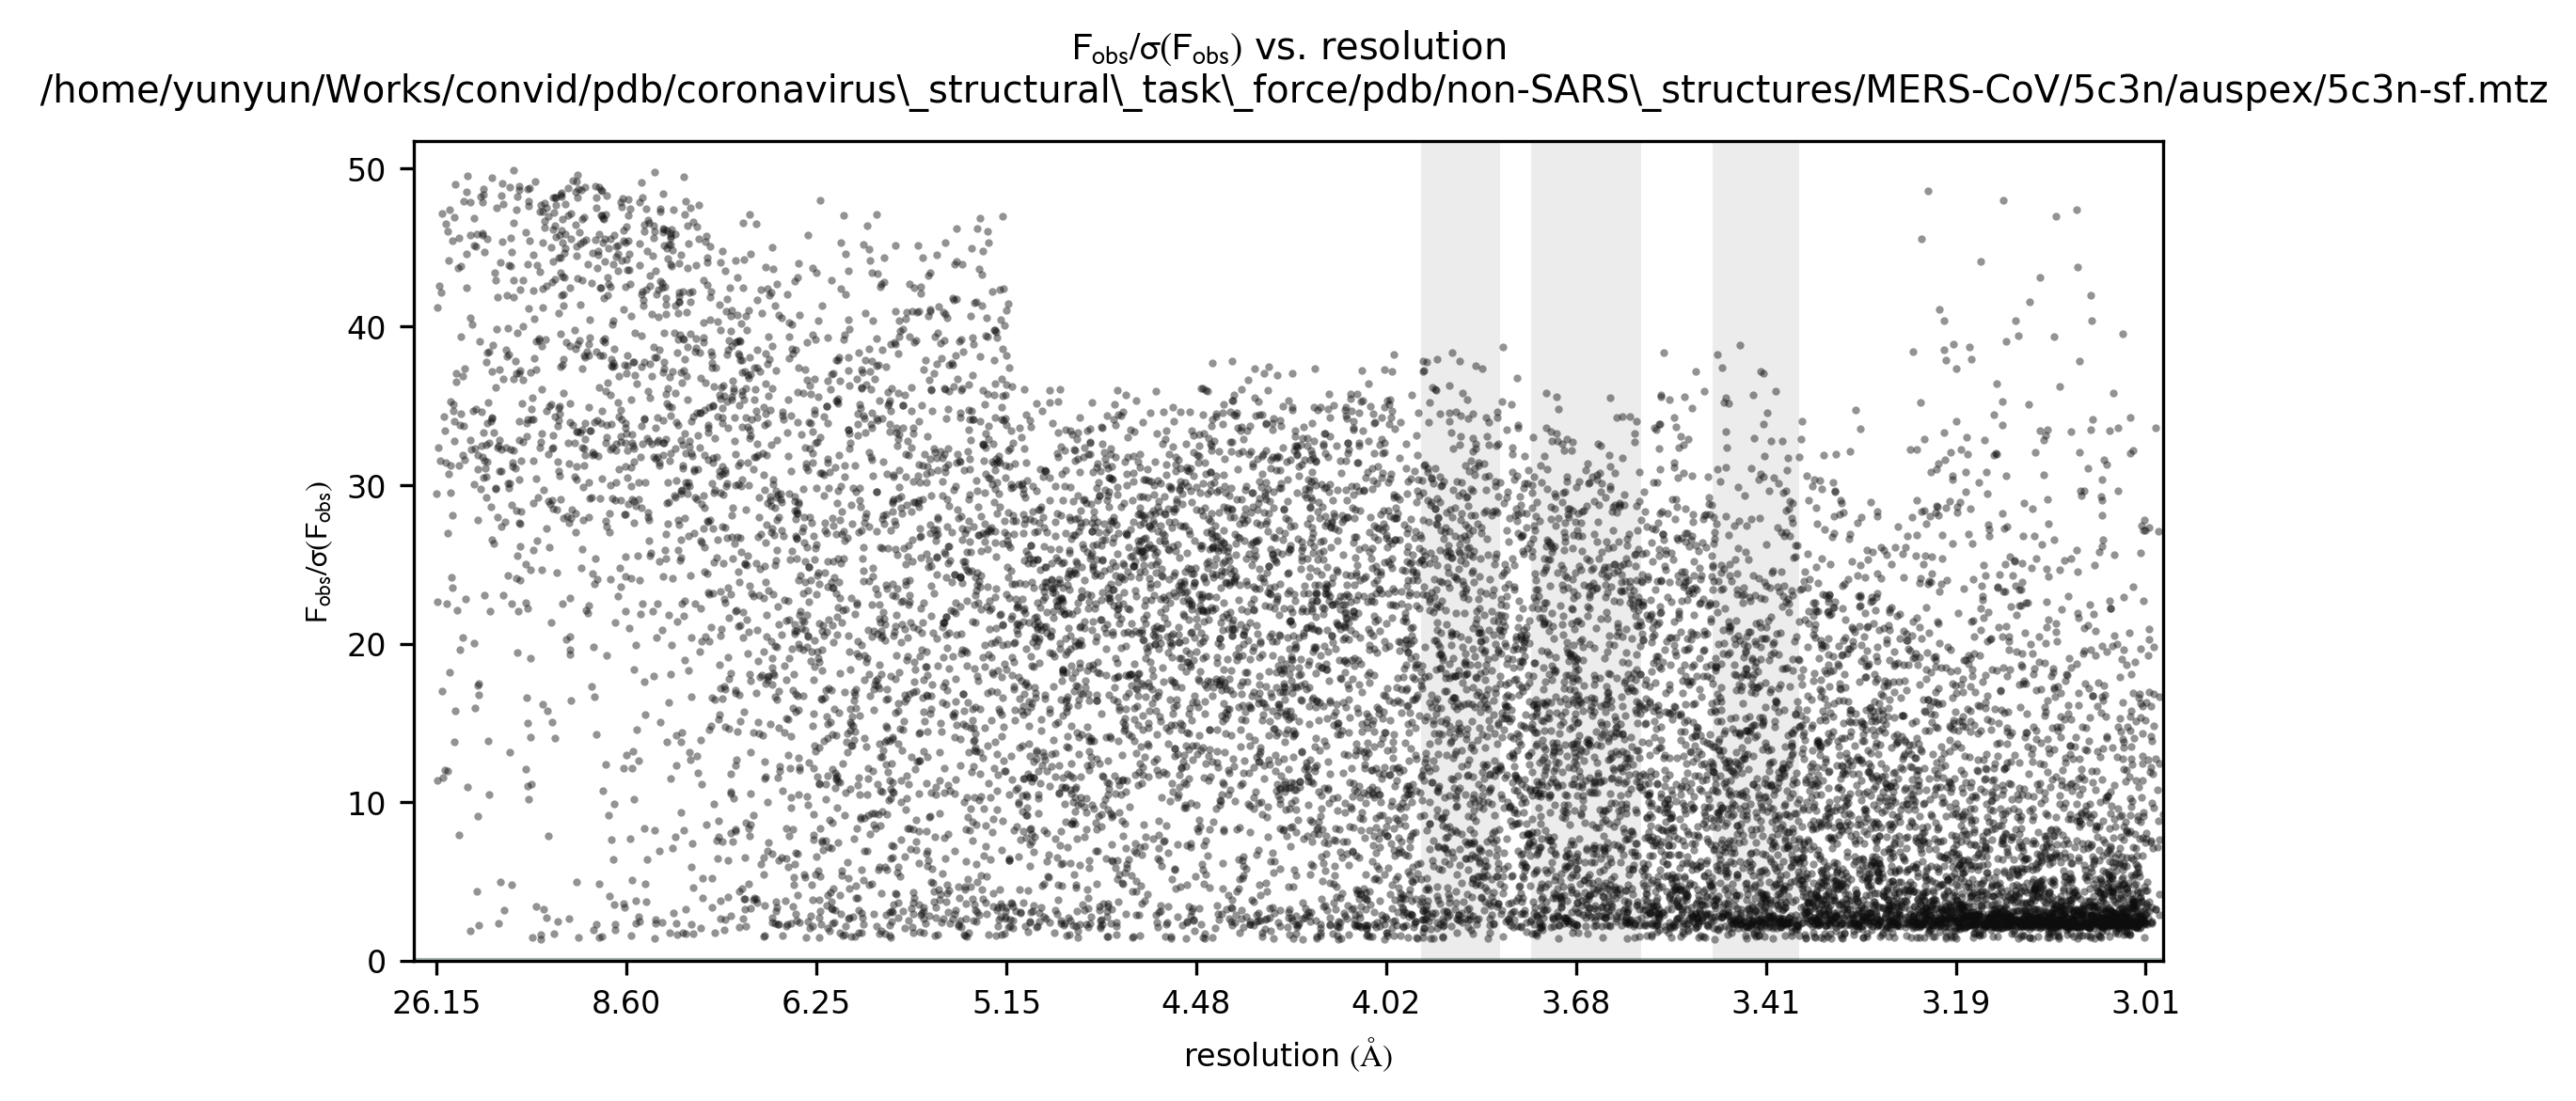 Fobs/σ(Fobs) vs. resolution
/home/yunyun/Works/convid/pdb/coronavirus\_structural\_task\_force/pdb/non-SARS\_structures/MERS-CoV/5c3n/auspex/5c3n-sf.mtz
50
40
30
20
10
0
Fobs/σ(Fobs)
26.15 8.60 6.25 5.15 4.48 4.02 3.68 3.41 3.19 3.01
resolution (Å)